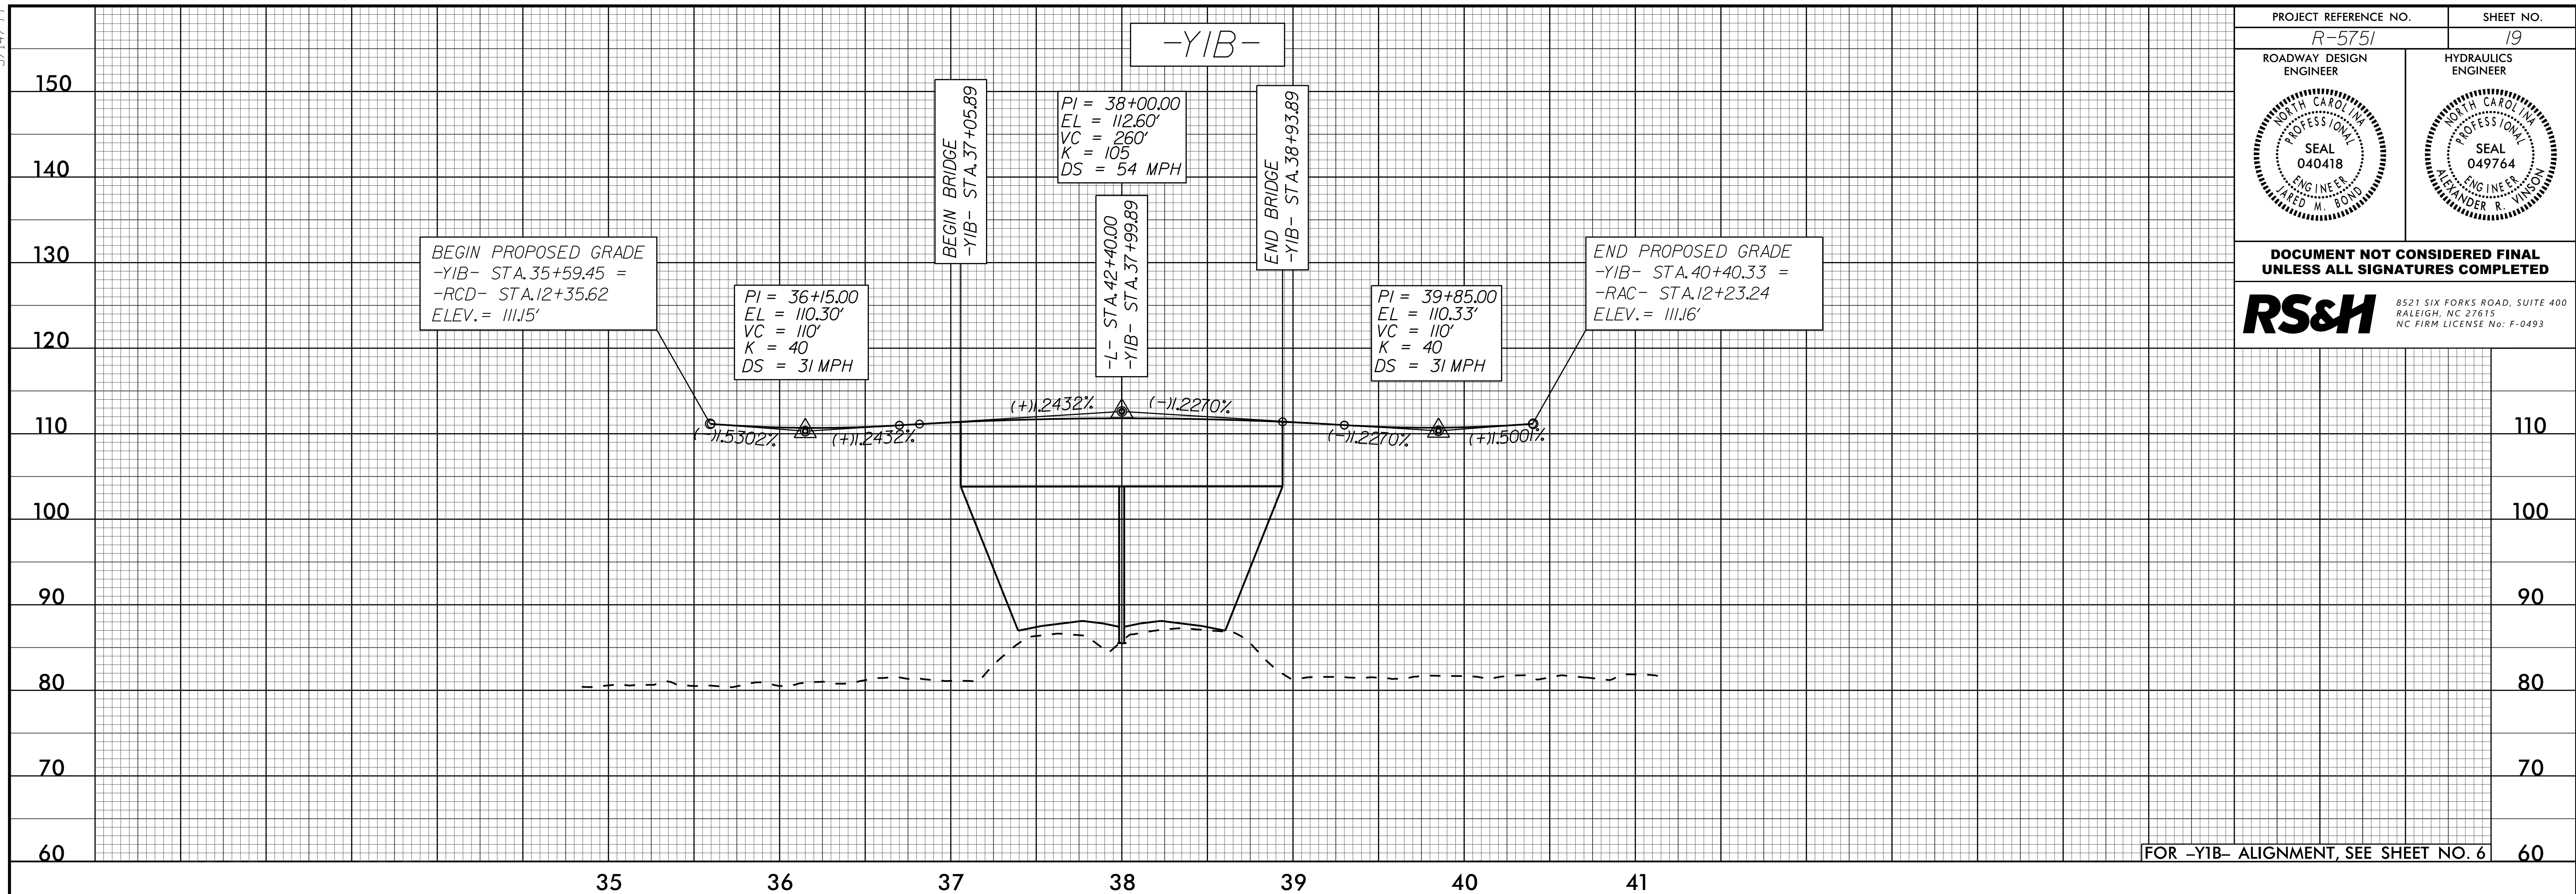 -Y1B-
PROJECT REFERENCE NO.
SHEET NO.
R-5751
19
ROADWAY DESIGN
ENGINEER
HYDRAULICS
ENGINEER
NORTH CAROLINA
PROFESSIONAL
SEAL
040418
ENGINEER
JARED M. BOND
NORTH CAROLINA
PROFESSIONAL
SEAL
049764
ENGINEER
ALEXANDER R. VINSON
DOCUMENT NOT CONSIDERED FINAL
UNLESS ALL SIGNATURES COMPLETED
RS&H
8521 SIX FORKS ROAD, SUITE 400
RALEIGH, NC 27615
NC FIRM LICENSE No: F-0493
BEGIN PROPOSED GRADE
-Y1B- STA. 35+59.45 =
-RCD- STA. 12+35.62
ELEV. = 111.15'
PI = 36+15.00
EL = 110.30'
VC = 110'
K = 40
DS = 31 MPH
BEGIN BRIDGE
-Y1B- STA. 37+05.89
PI = 38+00.00
EL = 112.60'
VC = 260'
K = 105
DS = 54 MPH
-L- STA. 42+40.00
-Y1B- STA. 37+99.89
END BRIDGE
-Y1B- STA. 38+93.89
PI = 39+85.00
EL = 110.33'
VC = 110'
K = 40
DS = 31 MPH
END PROPOSED GRADE
-Y1B- STA. 40+40.33 =
-RAC- STA. 12+23.24
ELEV. = 111.16'
(+)1.2432%
(-)1.2270%
(-)1.5302%
(+)1.2432%
(-)1.2270%
(+)1.5001%
150
140
130
120
110
100
90
80
70
60
110
100
90
80
70
60
FOR -Y1B- ALIGNMENT, SEE SHEET NO. 6
35 36 37 38 39 40 41